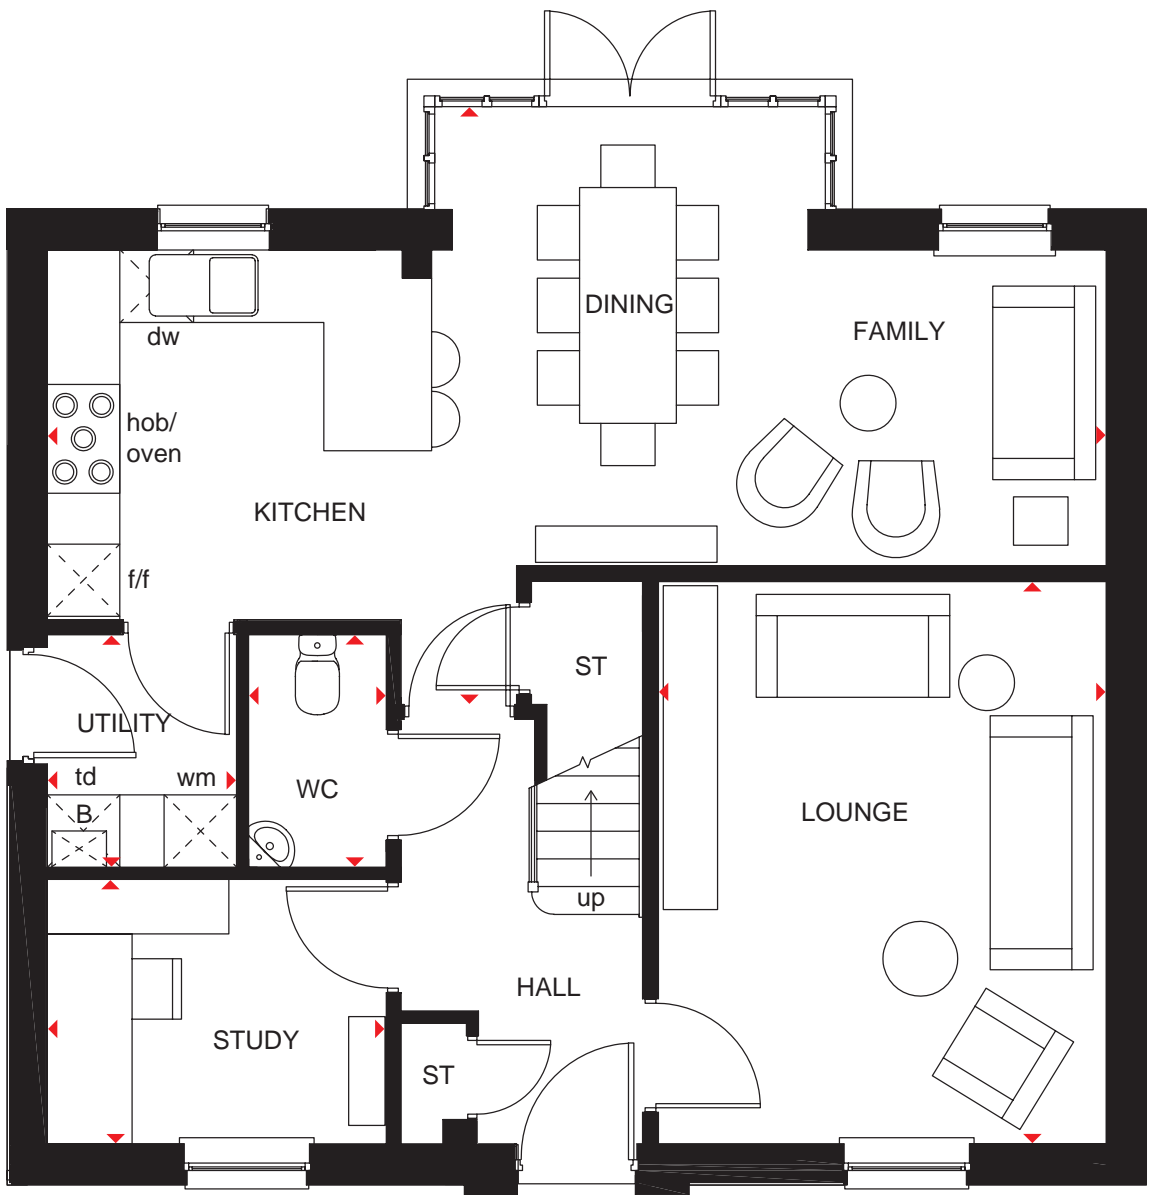 DINING
FAMILY
dw
hob/
oven
KITCHEN
f/f
ST
UTILITY
td
wm
WC
B
LOUNGE
up
HALL
STUDY
ST